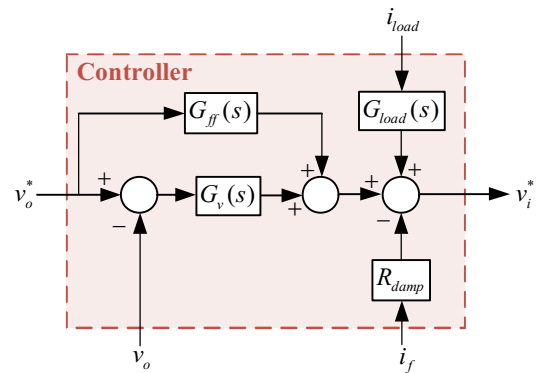 i_load
Controller
G_ff(s)
G_load(s)
+
+
+
+
v_o^*
−
G_v(s)
+
−
v_i^*
R_damp
v_o
i_f